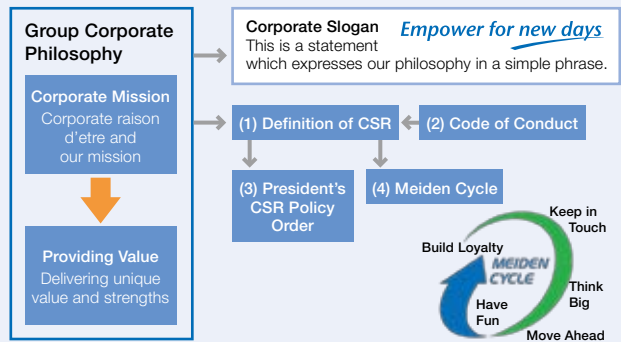 Group Corporate
Philosophy
Corporate Mission
Corporate raison
d'etre and
our mission
Providing Value
Delivering unique
value and strengths
Corporate Slogan
Empower for new days
This is a statement
which expresses our philosophy in a simple phrase.
(1) Definition of CSR
(2) Code of Conduct
(3) President's
CSR Policy
Order
(4) Meiden Cycle
Keep in
Touch
Build Loyalty
MEIDEN
CYCLE
Think
Big
Have
Fun
Move Ahead